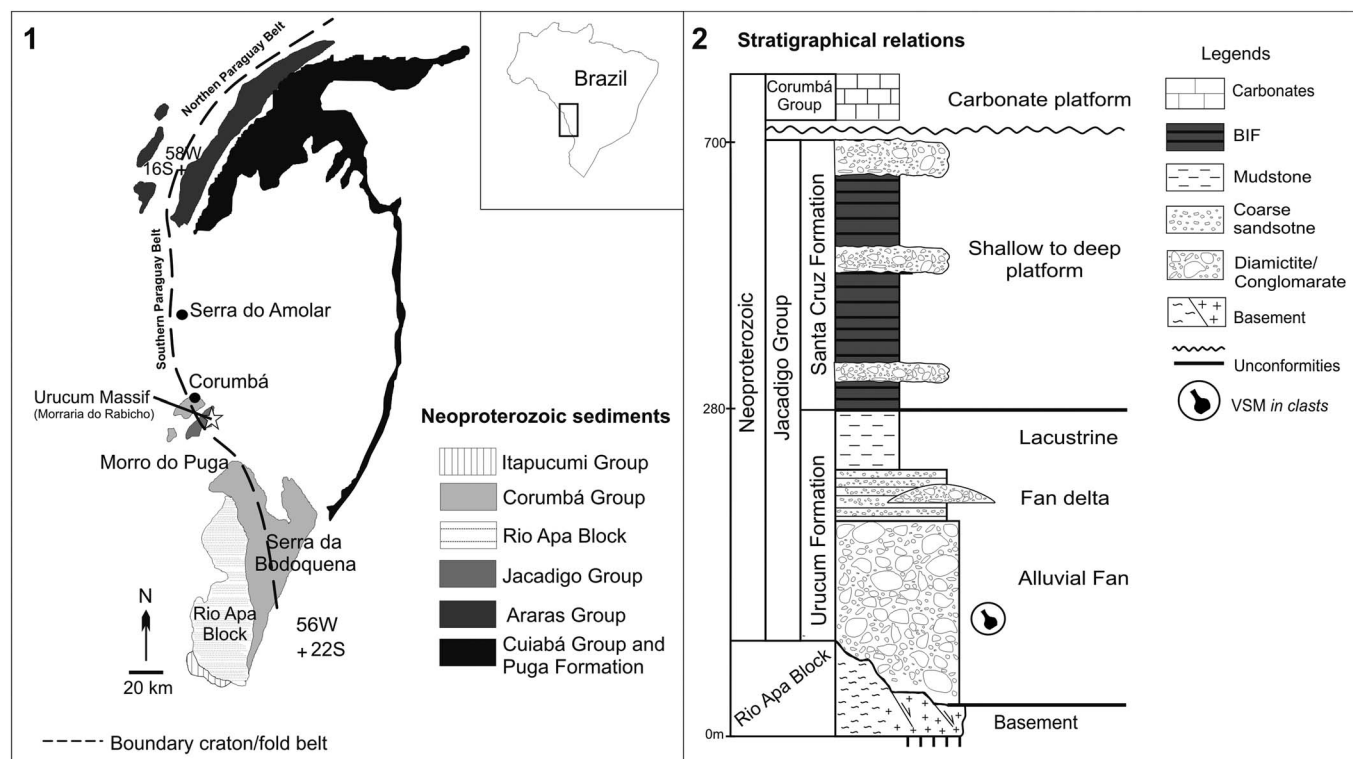 1
Northen Paraguay Belt
58W
16S +
Southern Paraguay Belt
Serra do Amolar
Corumbá
Urucum Massif
(Morraria do Rabicho)
Morro do Puga
Serra da
Bodoquena
Rio Apa
Block
56W
+ 22S
N
20 km
Boundary craton/fold belt
Brazil
Neoproterozoic sediments
Itapucumi Group
Corumbá Group
Rio Apa Block
Jacadigo Group
Araras Group
Cuiabá Group and
Puga Formation
2 Stratigraphical relations
700
280
0m
Neoproterozoic
Corumbá
Group
Jacadigo Group
Santa Cruz Formation
Urucum Formation
Rio Apa Block
Carbonate platform
Shallow to deep
platform
Lacustrine
Fan delta
Alluvial Fan
Basement
Legends
Carbonates
BIF
Mudstone
Coarse
sandsotne
Diamictite/
Conglomarate
Basement
Unconformities
VSM in clasts